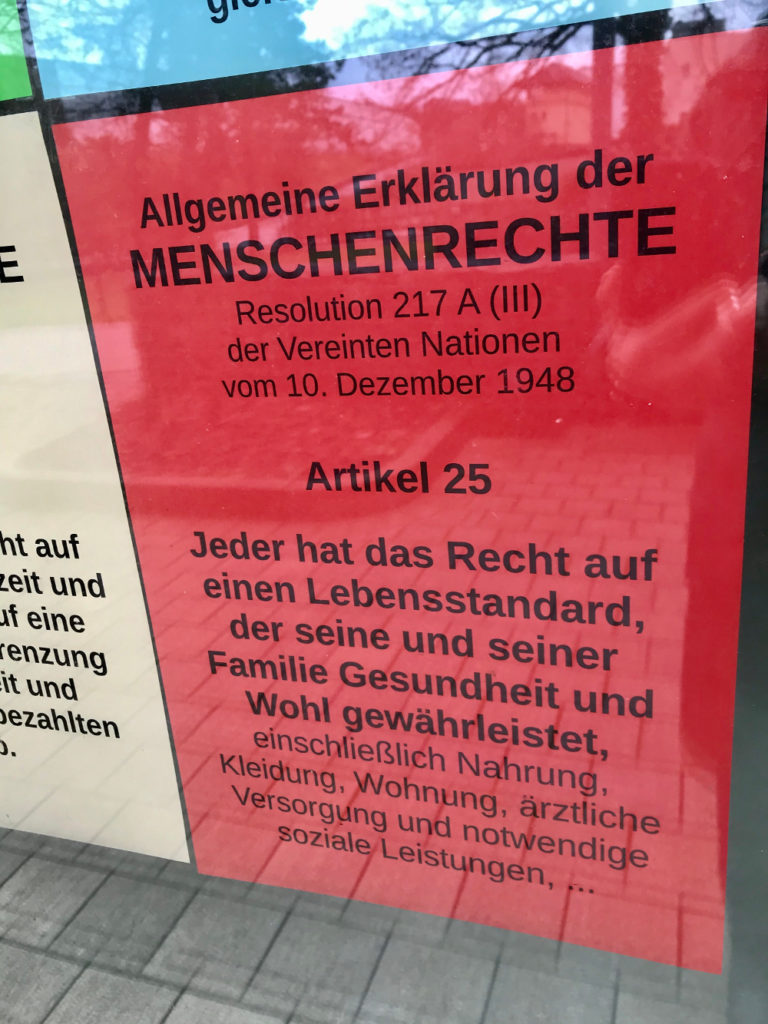 Allgemeine Erklärung der
MENSCHENRECHTE
Resolution 217 A (III)
der Vereinten Nationen
vom 10. Dezember 1948
Artikel 25
Jeder hat das Recht auf
einen Lebensstandard,
der seine und seiner
Familie Gesundheit und
Wohl gewährleistet,
einschließlich Nahrung,
Kleidung, Wohnung, ärztliche
Versorgung und notwendige
soziale Leistungen, ...
E
ht auf
zeit und
uf eine
renzung
eit und
bezahlten